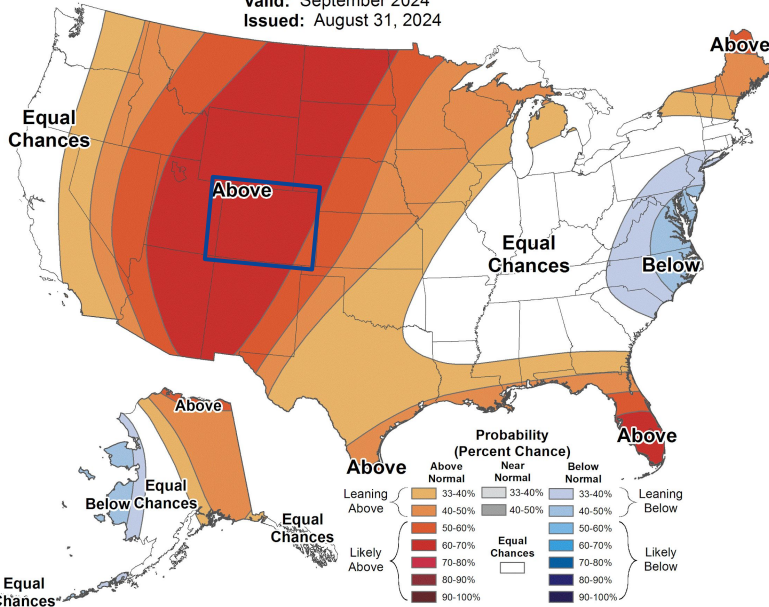 Valid: September 2024
Issued: August 31, 2024
Above
Equal
Chances
Above
Equal
Chances
Below
Above
Above
Below
Equal
Chances
Equal
Chances
Equal
Chances
Above
Probability
(Percent Chance)
Above
Normal
Near
Normal
Below
Normal
Leaning
Above
33-40%
33-40%
33-40%
Leaning
Below
40-50%
40-50%
40-50%
Likely
Above
50-60%
50-60%
60-70%
Equal
Chances
60-70%
70-80%
70-80%
Likely
Below
80-90%
80-90%
90-100%
90-100%